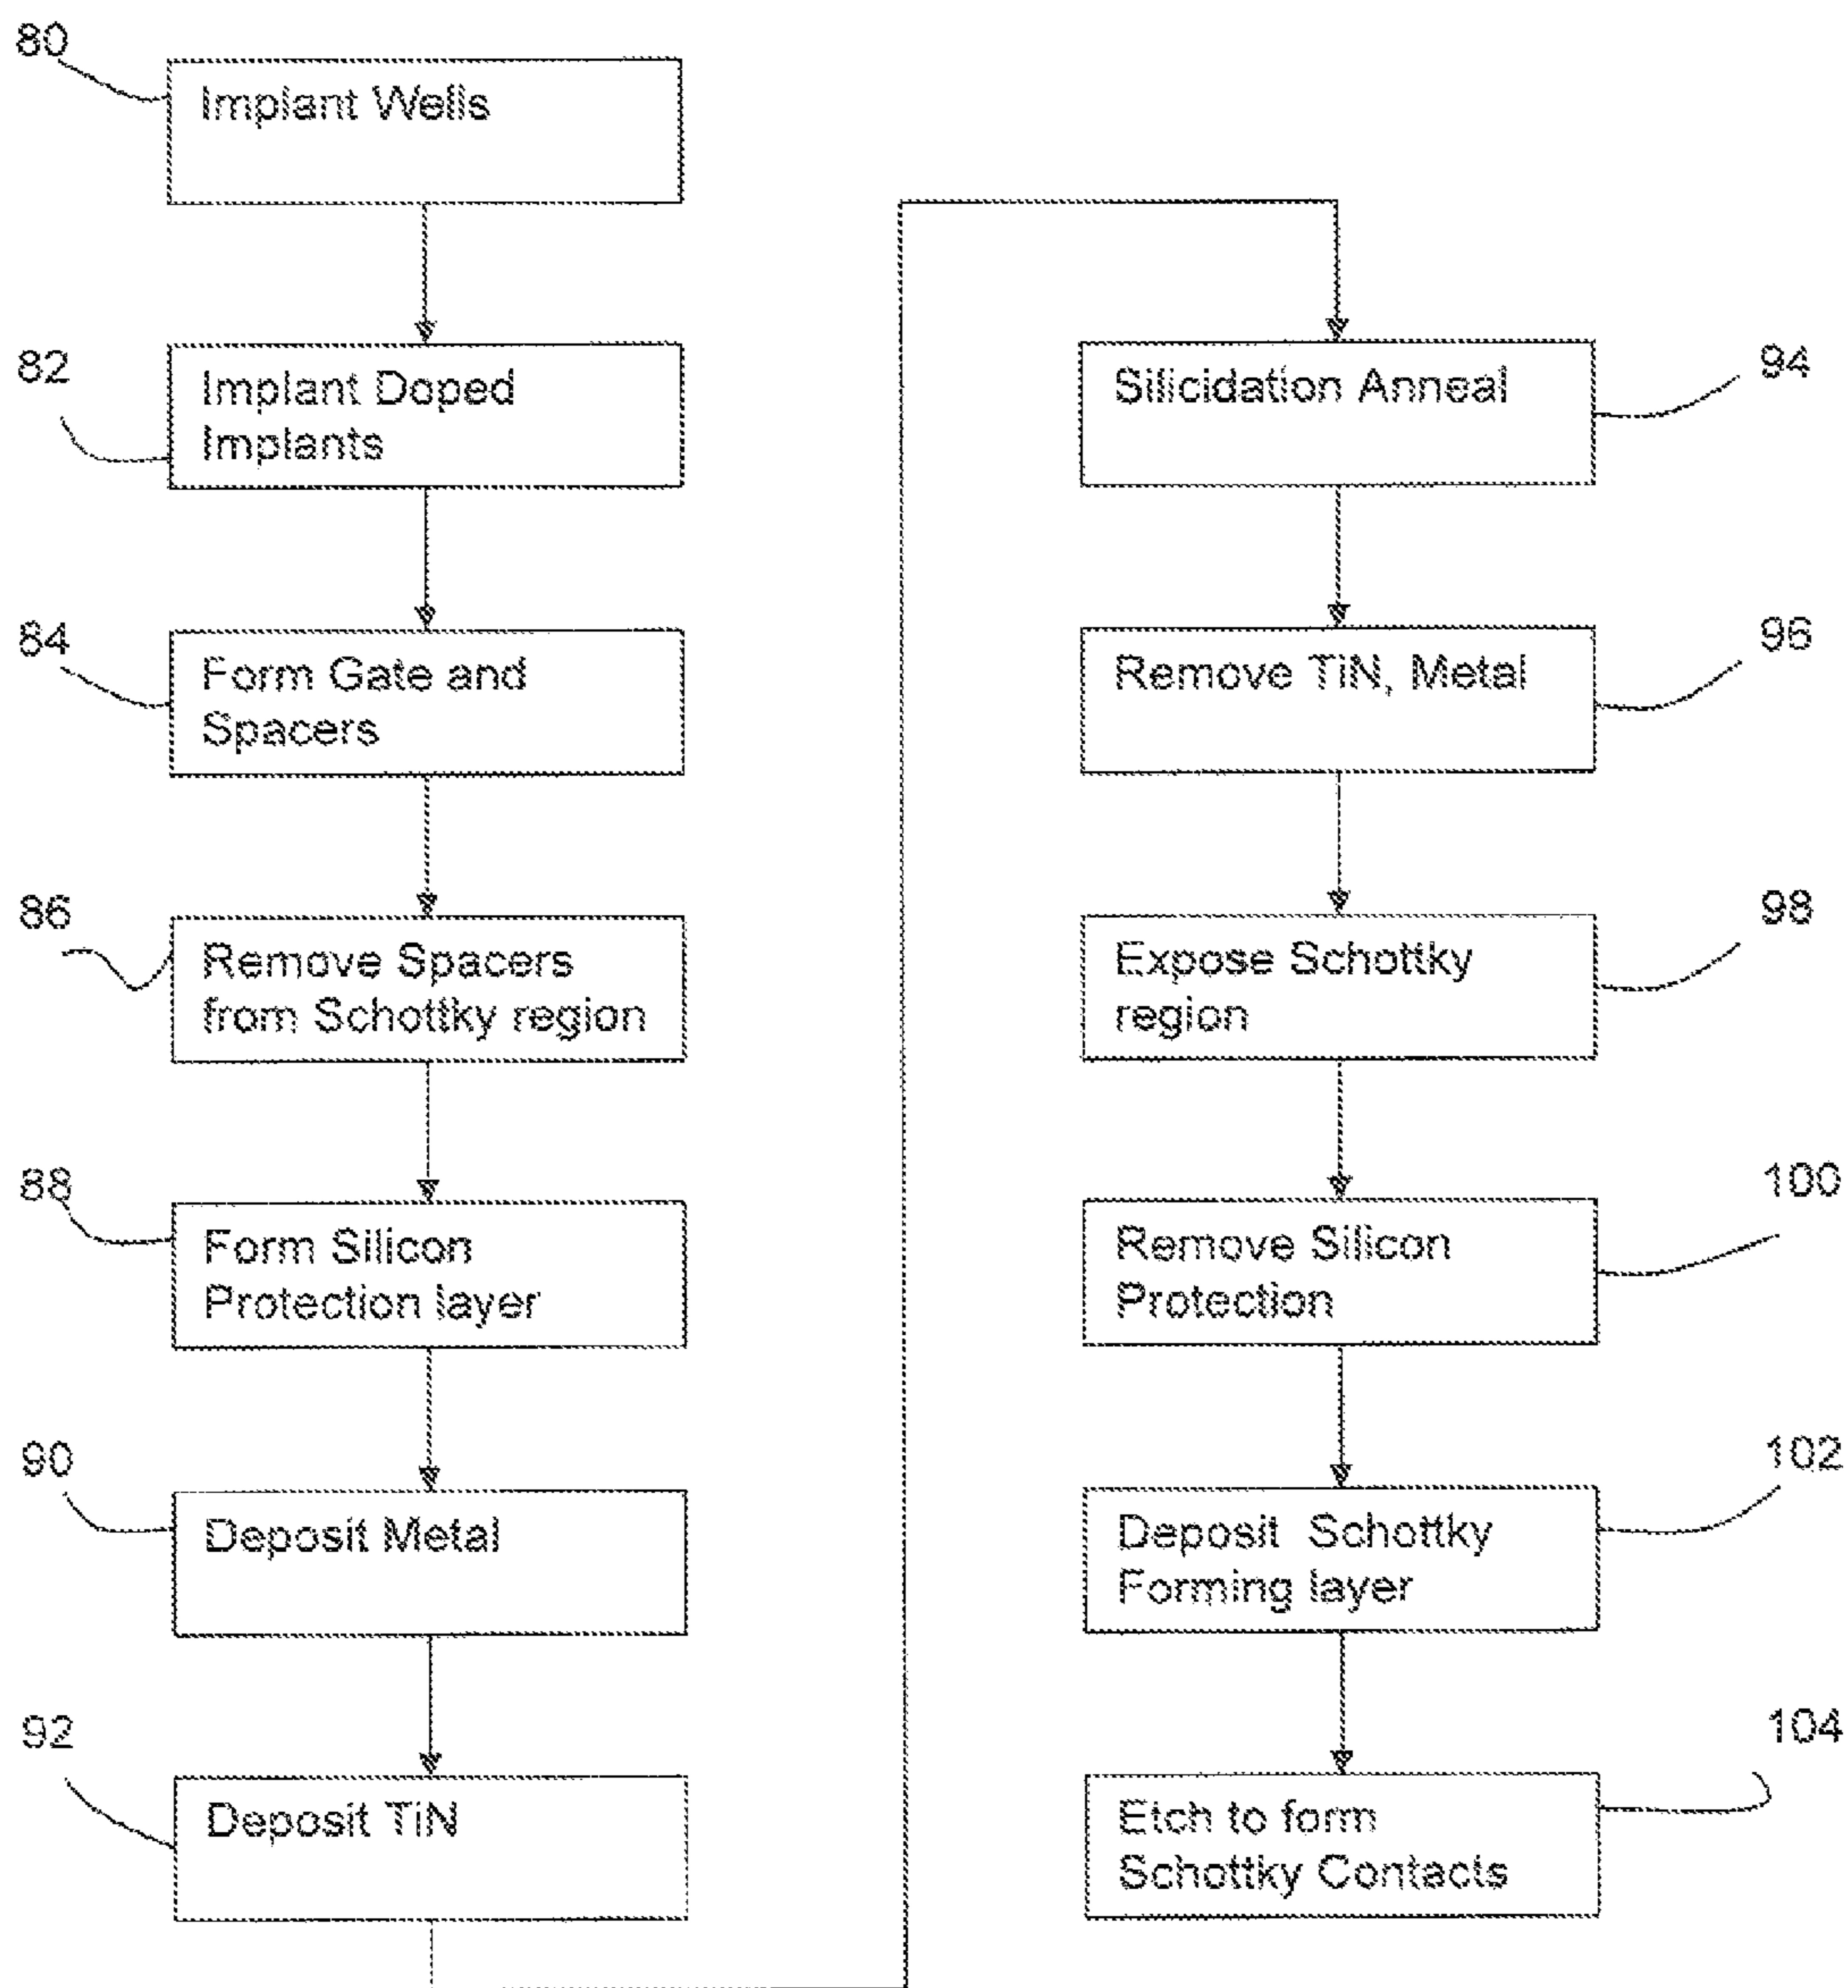 80
Implant Wells
82
Implant Doped
Implants
84
Form Gate and
Spacers
86
Remove Spacers
from Schottky region
88
Form Silicon
Protection layer
90
Deposit Metal
92
Deposit TiN
94
Silicidation Anneal
96
Remove TiN, Metal
98
Expose Schottky
region
100
Remove Silicon
Protection
102
Deposit Schottky
Forming layer
104
Etch to form
Schottky Contacts